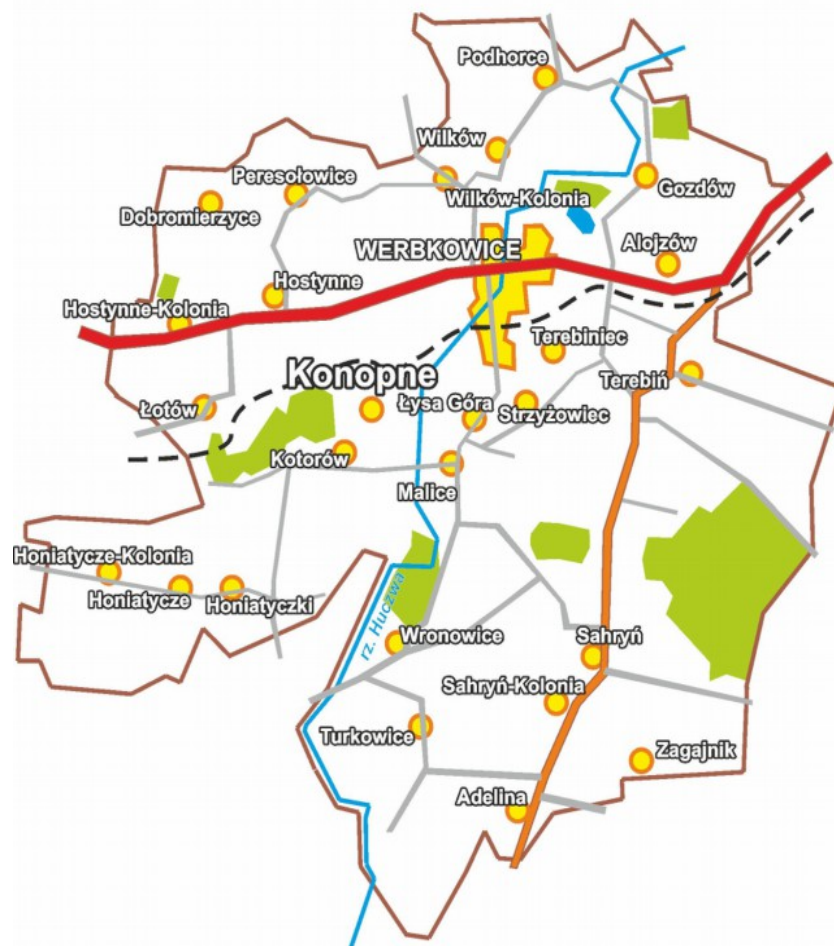 Podhorce
Wilków
Peresołowice
Wilków-Kolonia
Gozdów
Dobromierzyce
WERBKOWICE
Alojzów
Hostynne
Hostynne-Kolonia
Terebiniec
Konopne
Terebiń
Łotów
Łysa Góra
Strzyżowiec
Kotorów
Malice
Honiatycze-Kolonia
Honiatycze
Honiatyczki
rz. Huczwa
Wronowice
Sahryń
Sahryń-Kolonia
Turkowice
Zagajnik
Adelina